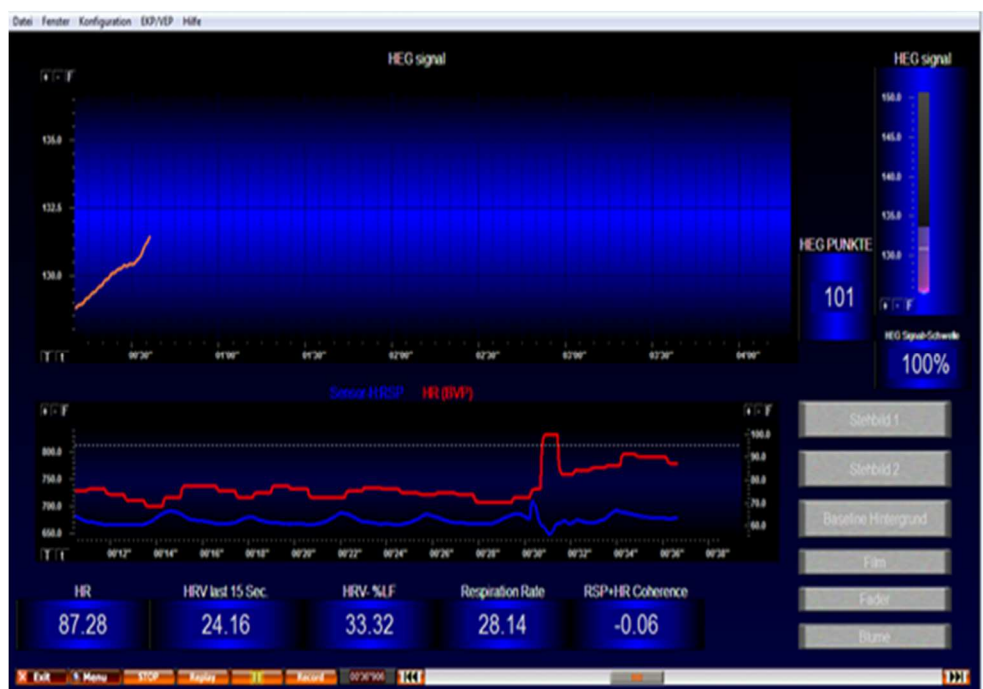 Datei Fenster Konfiguration EKP/VEP Hilfe
HEG signal
HEG signal
+ - F
135.0
132.5
130.0
T t
00'30" 01'00" 01'30" 02'00" 02'30" 03'00" 03'30" 04'00"
150.0
145.0
140.0
135.0
130.0
+ - F
HEG PUNKTE
101
HEG Signal-Schwelle
100%
Sensor-H:RSP HR (BVP)
+ - F
+ - F
800.0
750.0
700.0
650.0
100.0
90.0
80.0
70.0
60.0
T t
00'12" 00'14" 00'16" 00'18" 00'20" 00'22" 00'24" 00'26" 00'28" 00'30" 00'32" 00'34" 00'36" 00'38"
Stehbild 1
Stehbild 2
Baseline Hintergrund
Film
Fader
Blume
HR HRV last 15 Sec. HRV- %LF Respiration Rate RSP+HR Coherence
87.28 24.16 33.32 28.14 -0.06
X Exit Menu STOP Replay Record 00'36"906